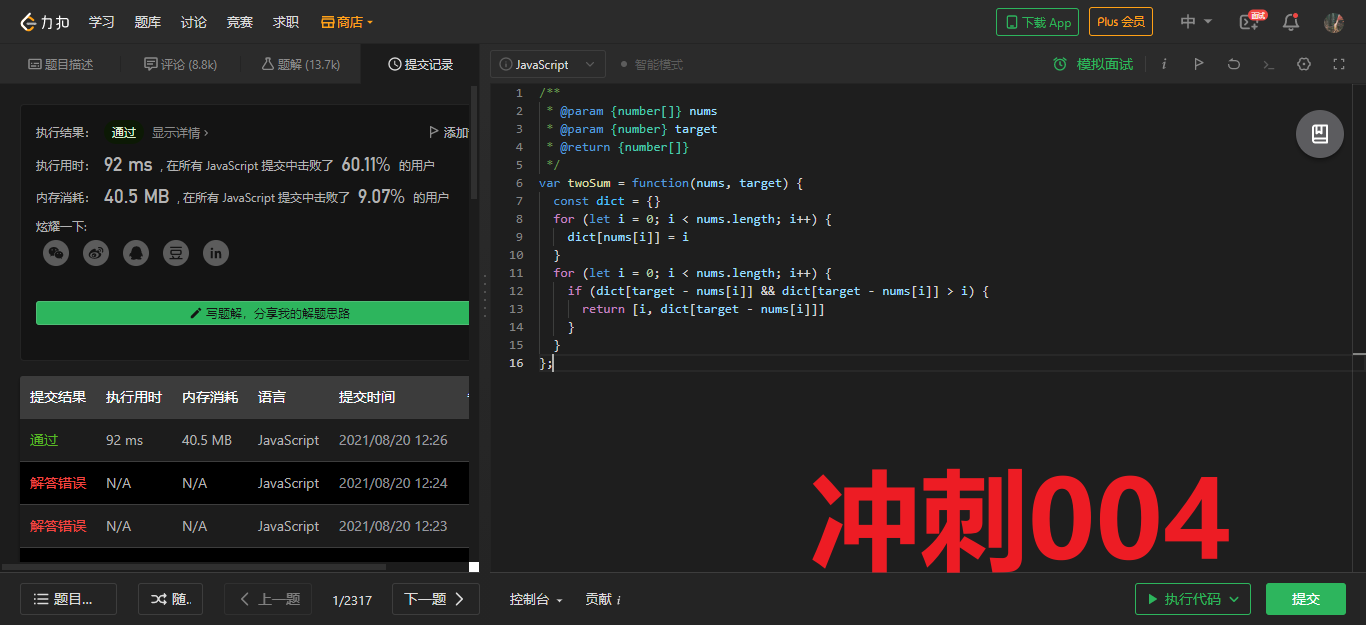 力扣 学习 题库 讨论 竞赛 求职 商店 下载 App Plus 会员 中 面试
题目描述 评论 (8.8k) 题解 (13.7k) 提交记录
执行结果： 通过 显示详情 › 添加
执行用时： 92 ms , 在所有 JavaScript 提交中击败了 60.11% 的用户
内存消耗： 40.5 MB , 在所有 JavaScript 提交中击败了 9.07% 的用户
炫耀一下:
in
写题解，分享我的解题思路
提交结果 执行用时 内存消耗 语言 提交时间
通过 92 ms 40.5 MB JavaScript 2021/08/20 12:26
解答错误 N/A N/A JavaScript 2021/08/20 12:24
解答错误 N/A N/A JavaScript 2021/08/20 12:23
JavaScript 智能模式 模拟面试 i
1 /**
2 * @param {number[]} nums
3 * @param {number} target
4 * @return {number[]}
5 */
6 var twoSum = function(nums, target) {
7 const dict = {}
8 for (let i = 0; i < nums.length; i++) {
9 dict[nums[i]] = i
10 }
11 for (let i = 0; i < nums.length; i++) {
12 if (dict[target - nums[i]] && dict[target - nums[i]] > i) {
13 return [i, dict[target - nums[i]]]
14 }
15 }
16 };
冲刺004
题目... 随.. 上一题 1/2317 下一题 控制台 贡献 i 执行代码 提交